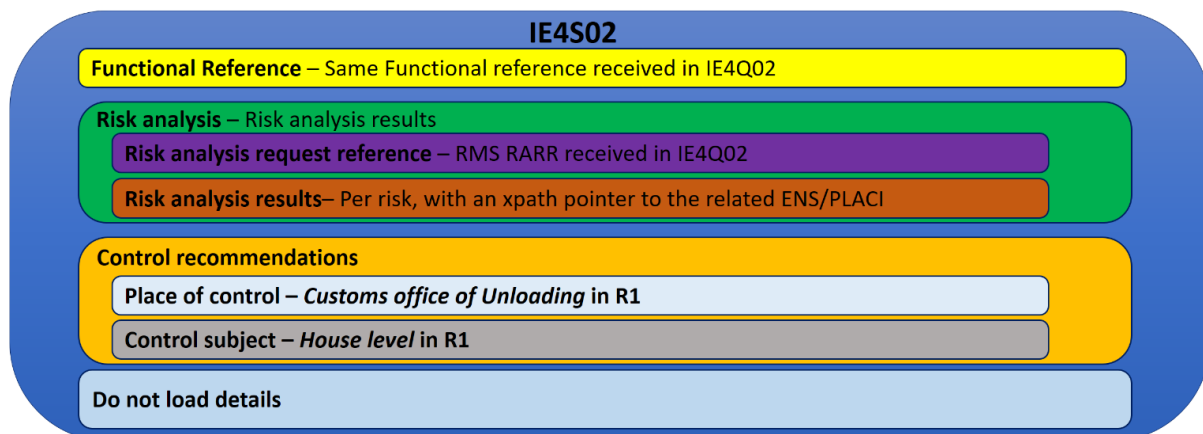 IE4S02
Functional Reference – Same Functional reference received in IE4Q02
Risk analysis – Risk analysis results
Risk analysis request reference – RMS RARR received in IE4Q02
Risk analysis results– Per risk, with an xpath pointer to the related ENS/PLACI
Control recommendations
Place of control – Customs office of Unloading in R1
Control subject – House level in R1
Do not load details